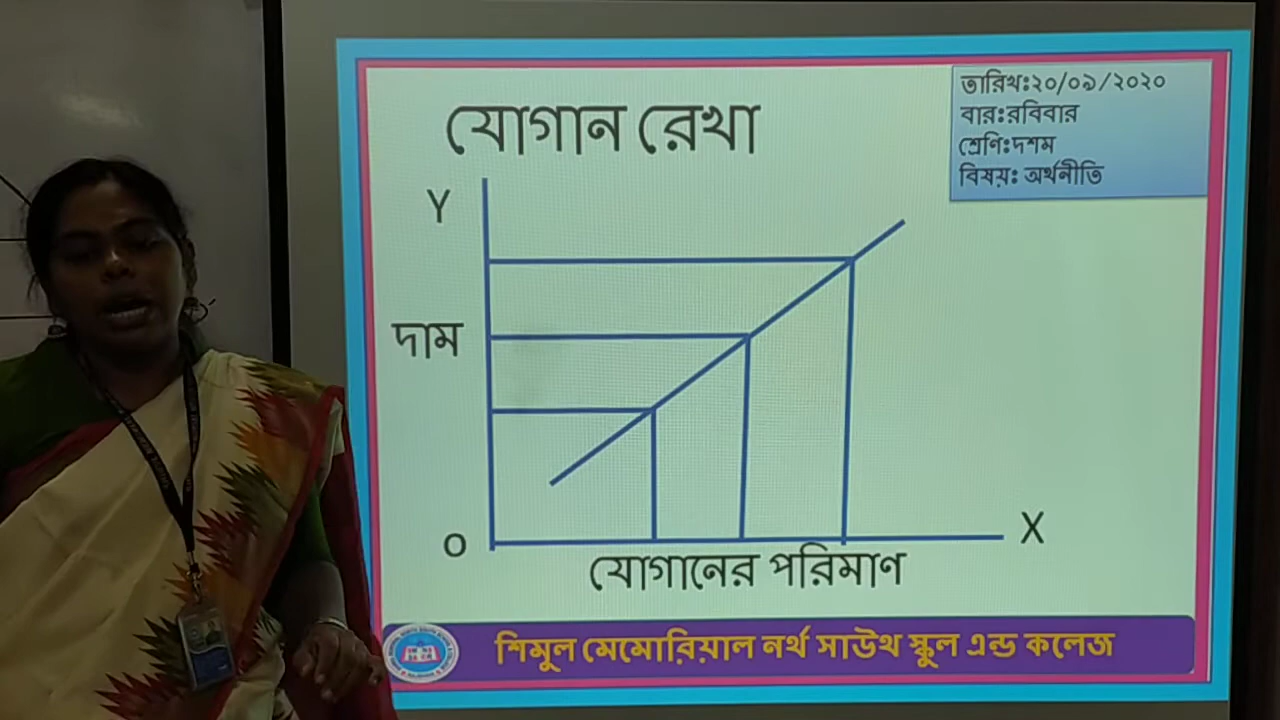 যোগান রেখা
তারিখঃ২০/০৯/২০২০
বারঃরবিবার
শ্রেণিঃদশম
বিষয়ঃ অর্থনীতি
Y
দাম
O
X
যোগানের পরিমাণ
শিমুল মেমোরিয়াল নর্থ সাউথ স্কুল এন্ড কলেজ